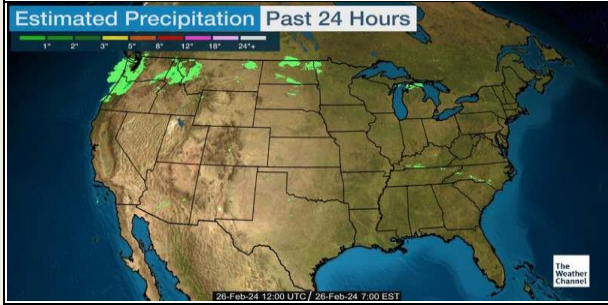 Estimated Precipitation Past 24 Hours
1" 2" 3" 5" 8" 12" 18" 24"+
The
Weather
Channel
26-Feb-24 12:00 UTC / 26-Feb-24 7:00 EST